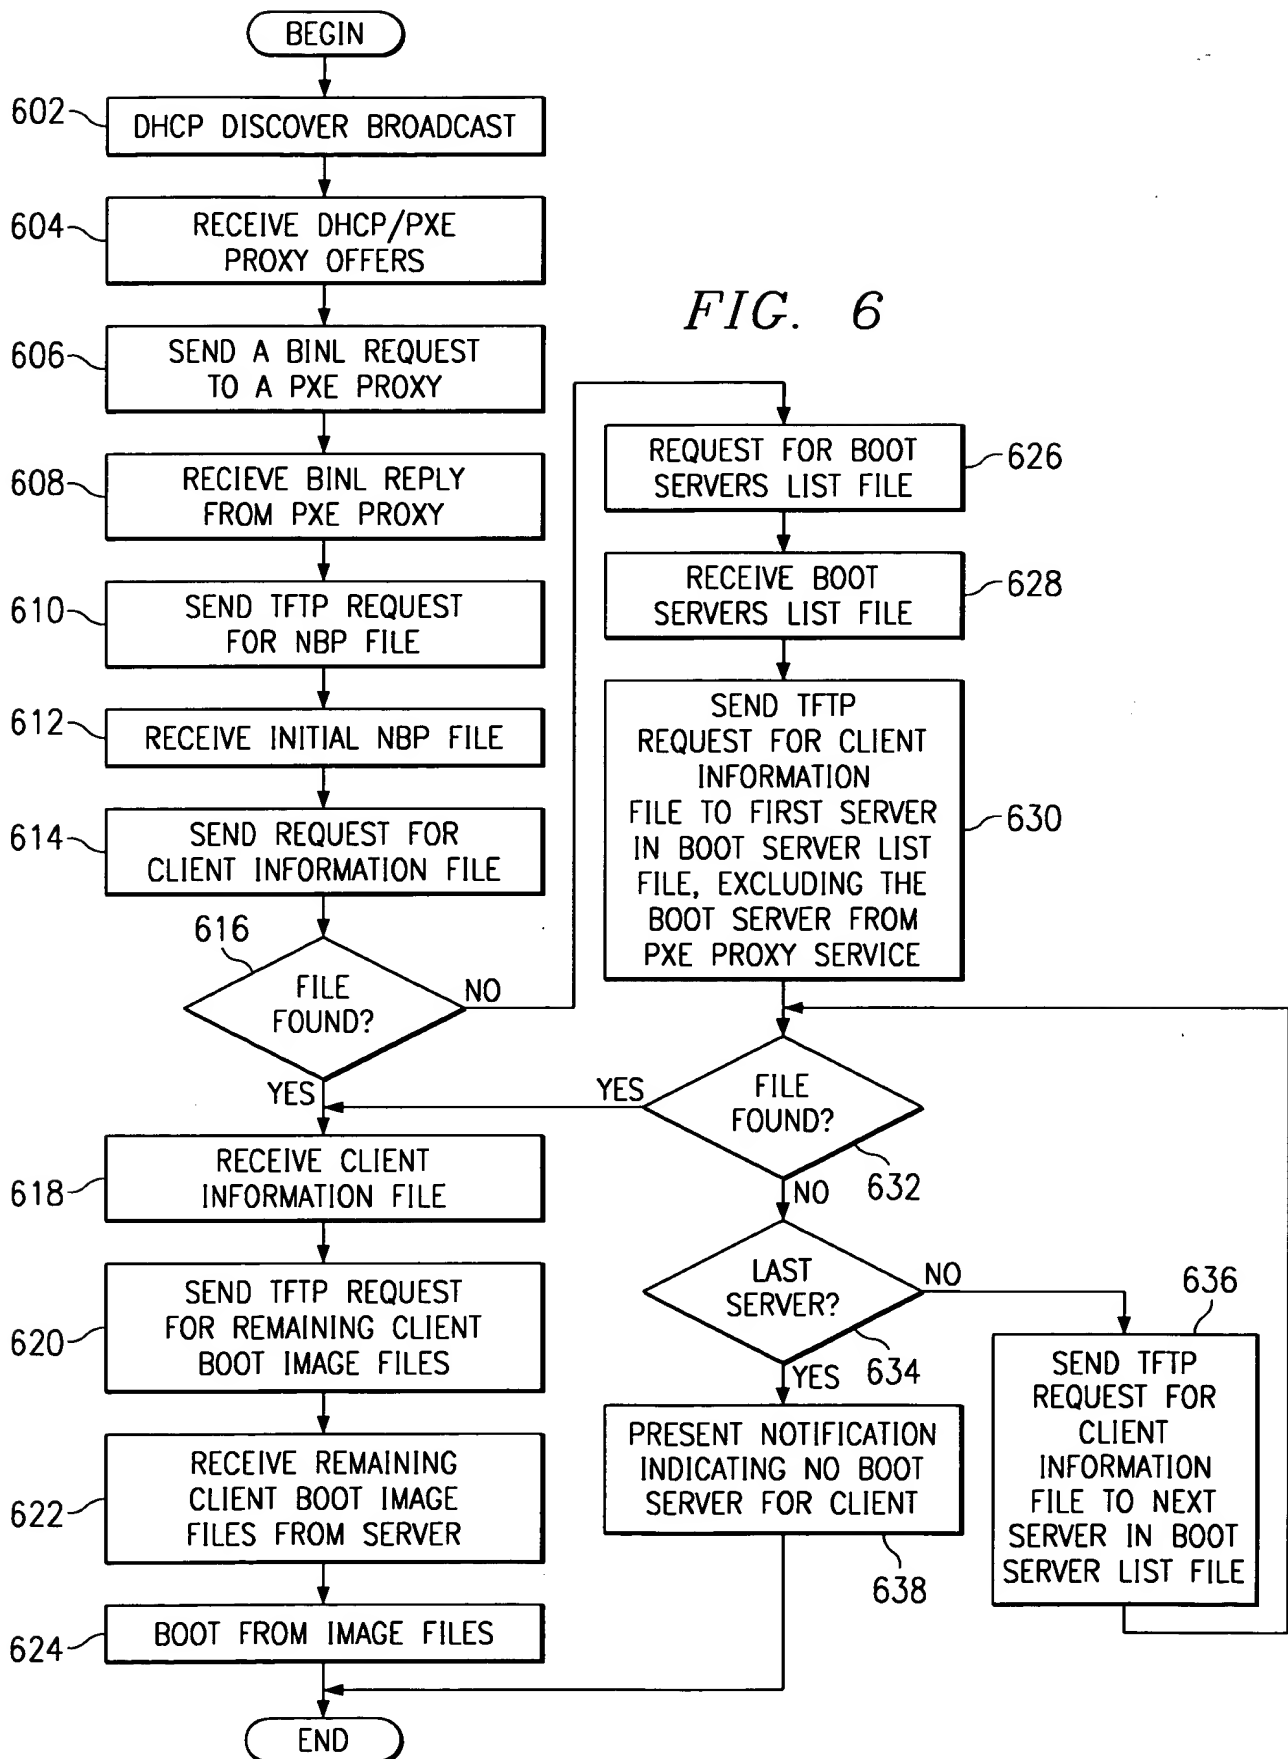 BEGIN
602
DHCP DISCOVER BROADCAST
604
RECEIVE DHCP/PXE
PROXY OFFERS
FIG. 6
606
SEND A BINL REQUEST
TO A PXE PROXY
608
RECIEVE BINL REPLY
FROM PXE PROXY
610
SEND TFTP REQUEST
FOR NBP FILE
612
RECEIVE INITIAL NBP FILE
614
SEND REQUEST FOR
CLIENT INFORMATION FILE
616
FILE
FOUND?
NO
YES
618
RECEIVE CLIENT
INFORMATION FILE
620
SEND TFTP REQUEST
FOR REMAINING CLIENT
BOOT IMAGE FILES
622
RECEIVE REMAINING
CLIENT BOOT IMAGE
FILES FROM SERVER
624
BOOT FROM IMAGE FILES
END
REQUEST FOR BOOT
SERVERS LIST FILE
626
RECEIVE BOOT
SERVERS LIST FILE
628
SEND TFTP
REQUEST FOR CLIENT
INFORMATION
FILE TO FIRST SERVER
IN BOOT SERVER LIST
FILE, EXCLUDING THE
BOOT SERVER FROM
PXE PROXY SERVICE
630
YES
FILE
FOUND?
632
NO
LAST
SERVER?
NO
634
YES
PRESENT NOTIFICATION
INDICATING NO BOOT
SERVER FOR CLIENT
638
636
SEND TFTP
REQUEST FOR
CLIENT
INFORMATION
FILE TO NEXT
SERVER IN BOOT
SERVER LIST FILE